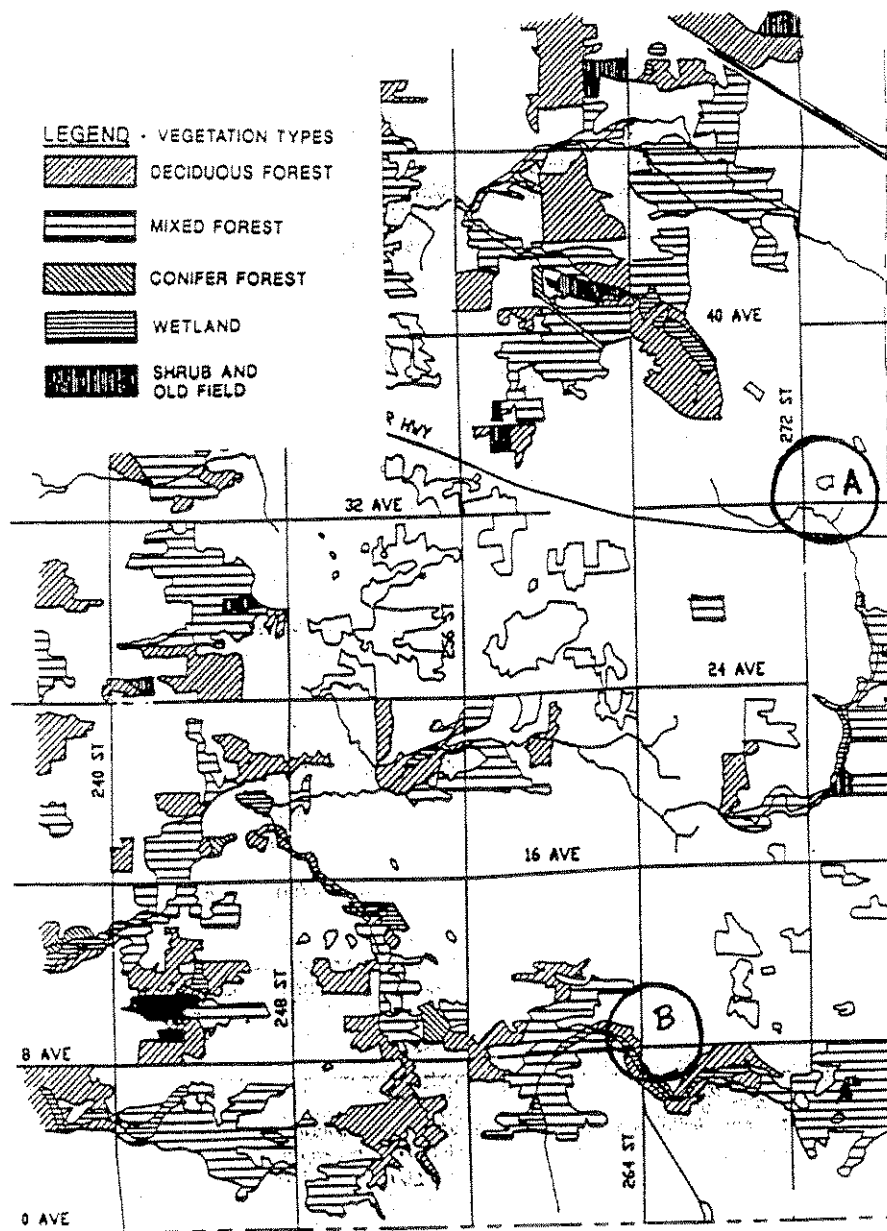 LEGEND - VEGETATION TYPES
DECIDUOUS FOREST
MIXED FOREST
CONIFER FOREST
WETLAND
SHRUB AND
OLD FIELD
40 AVE
272 ST
R HWY
A
32 AVE
256 ST
24 AVE
240 ST
16 AVE
248 ST
B
8 AVE
264 ST
0 AVE